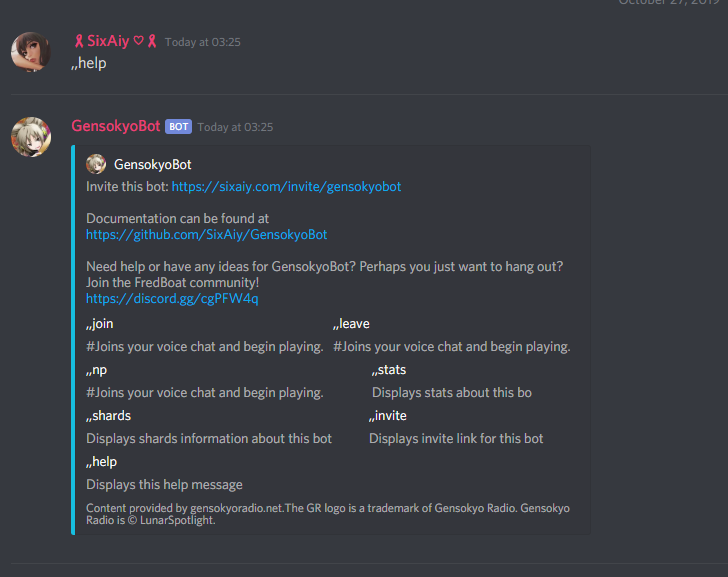 October 27, 2019
SixAiy ♡ Today at 03:25
,,help
GensokyoBot BOT Today at 03:25
GensokyoBot
Invite this bot: https://sixaiy.com/invite/gensokyobot
Documentation can be found at
https://github.com/SixAiy/GensokyoBot
Need help or have any ideas for GensokyoBot? Perhaps you just want to hang out?
Join the FredBoat community!
https://discord.gg/cgPFW4q
,,join ,,leave
#Joins your voice chat and begin playing. #Joins your voice chat and begin playing.
,,np ,,stats
#Joins your voice chat and begin playing. Displays stats about this bo
,,shards ,,invite
Displays shards information about this bot Displays invite link for this bot
,,help
Displays this help message
Content provided by gensokyoradio.net.The GR logo is a trademark of Gensokyo Radio. Gensokyo
Radio is © LunarSpotlight.